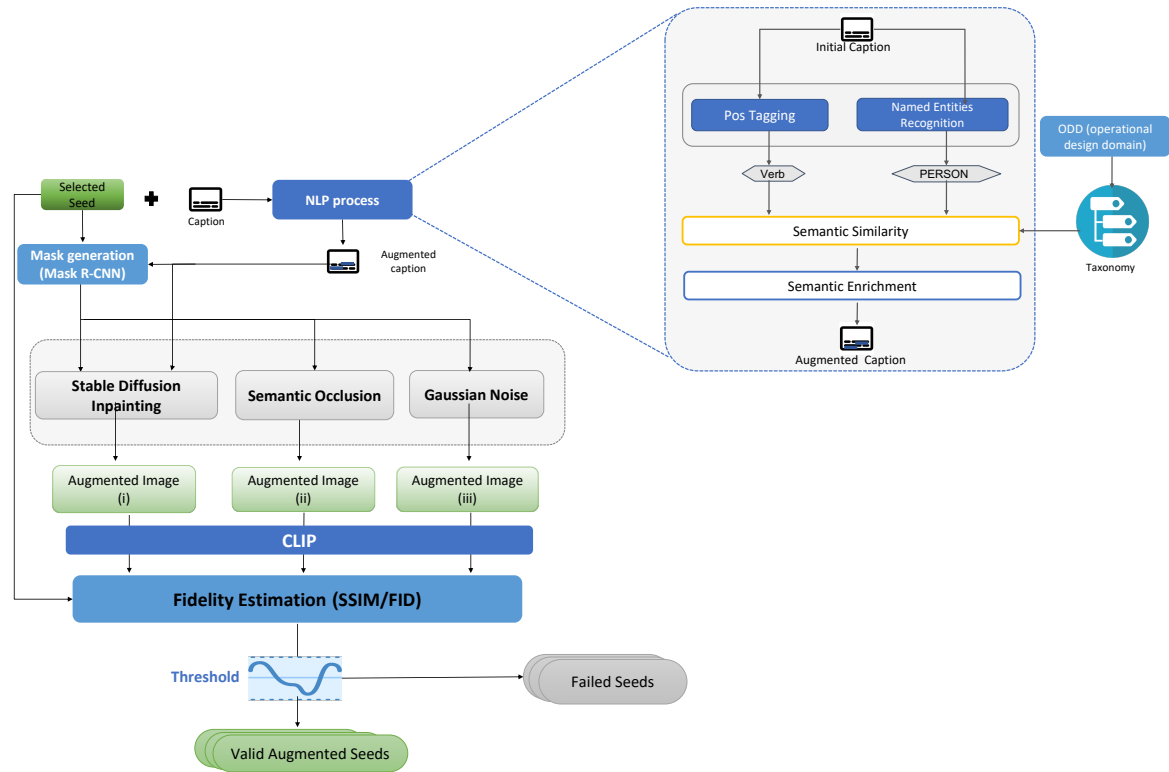 Initial Caption
Pos Tagging
Named Entities
Recognition
ODD (operational
design domain)
Verb
PERSON
Selected
Seed
Caption
NLP process
Semantic Similarity
Taxonomy
Mask generation
(Mask R-CNN)
Augmented
caption
Semantic Enrichment
Augmented Caption
Stable Diffusion
Inpainting
Semantic Occlusion
Gaussian Noise
Augmented Image
(i)
Augmented Image
(ii)
Augmented Image
(iii)
CLIP
Fidelity Estimation (SSIM/FID)
Threshold
Failed Seeds
Valid Augmented Seeds